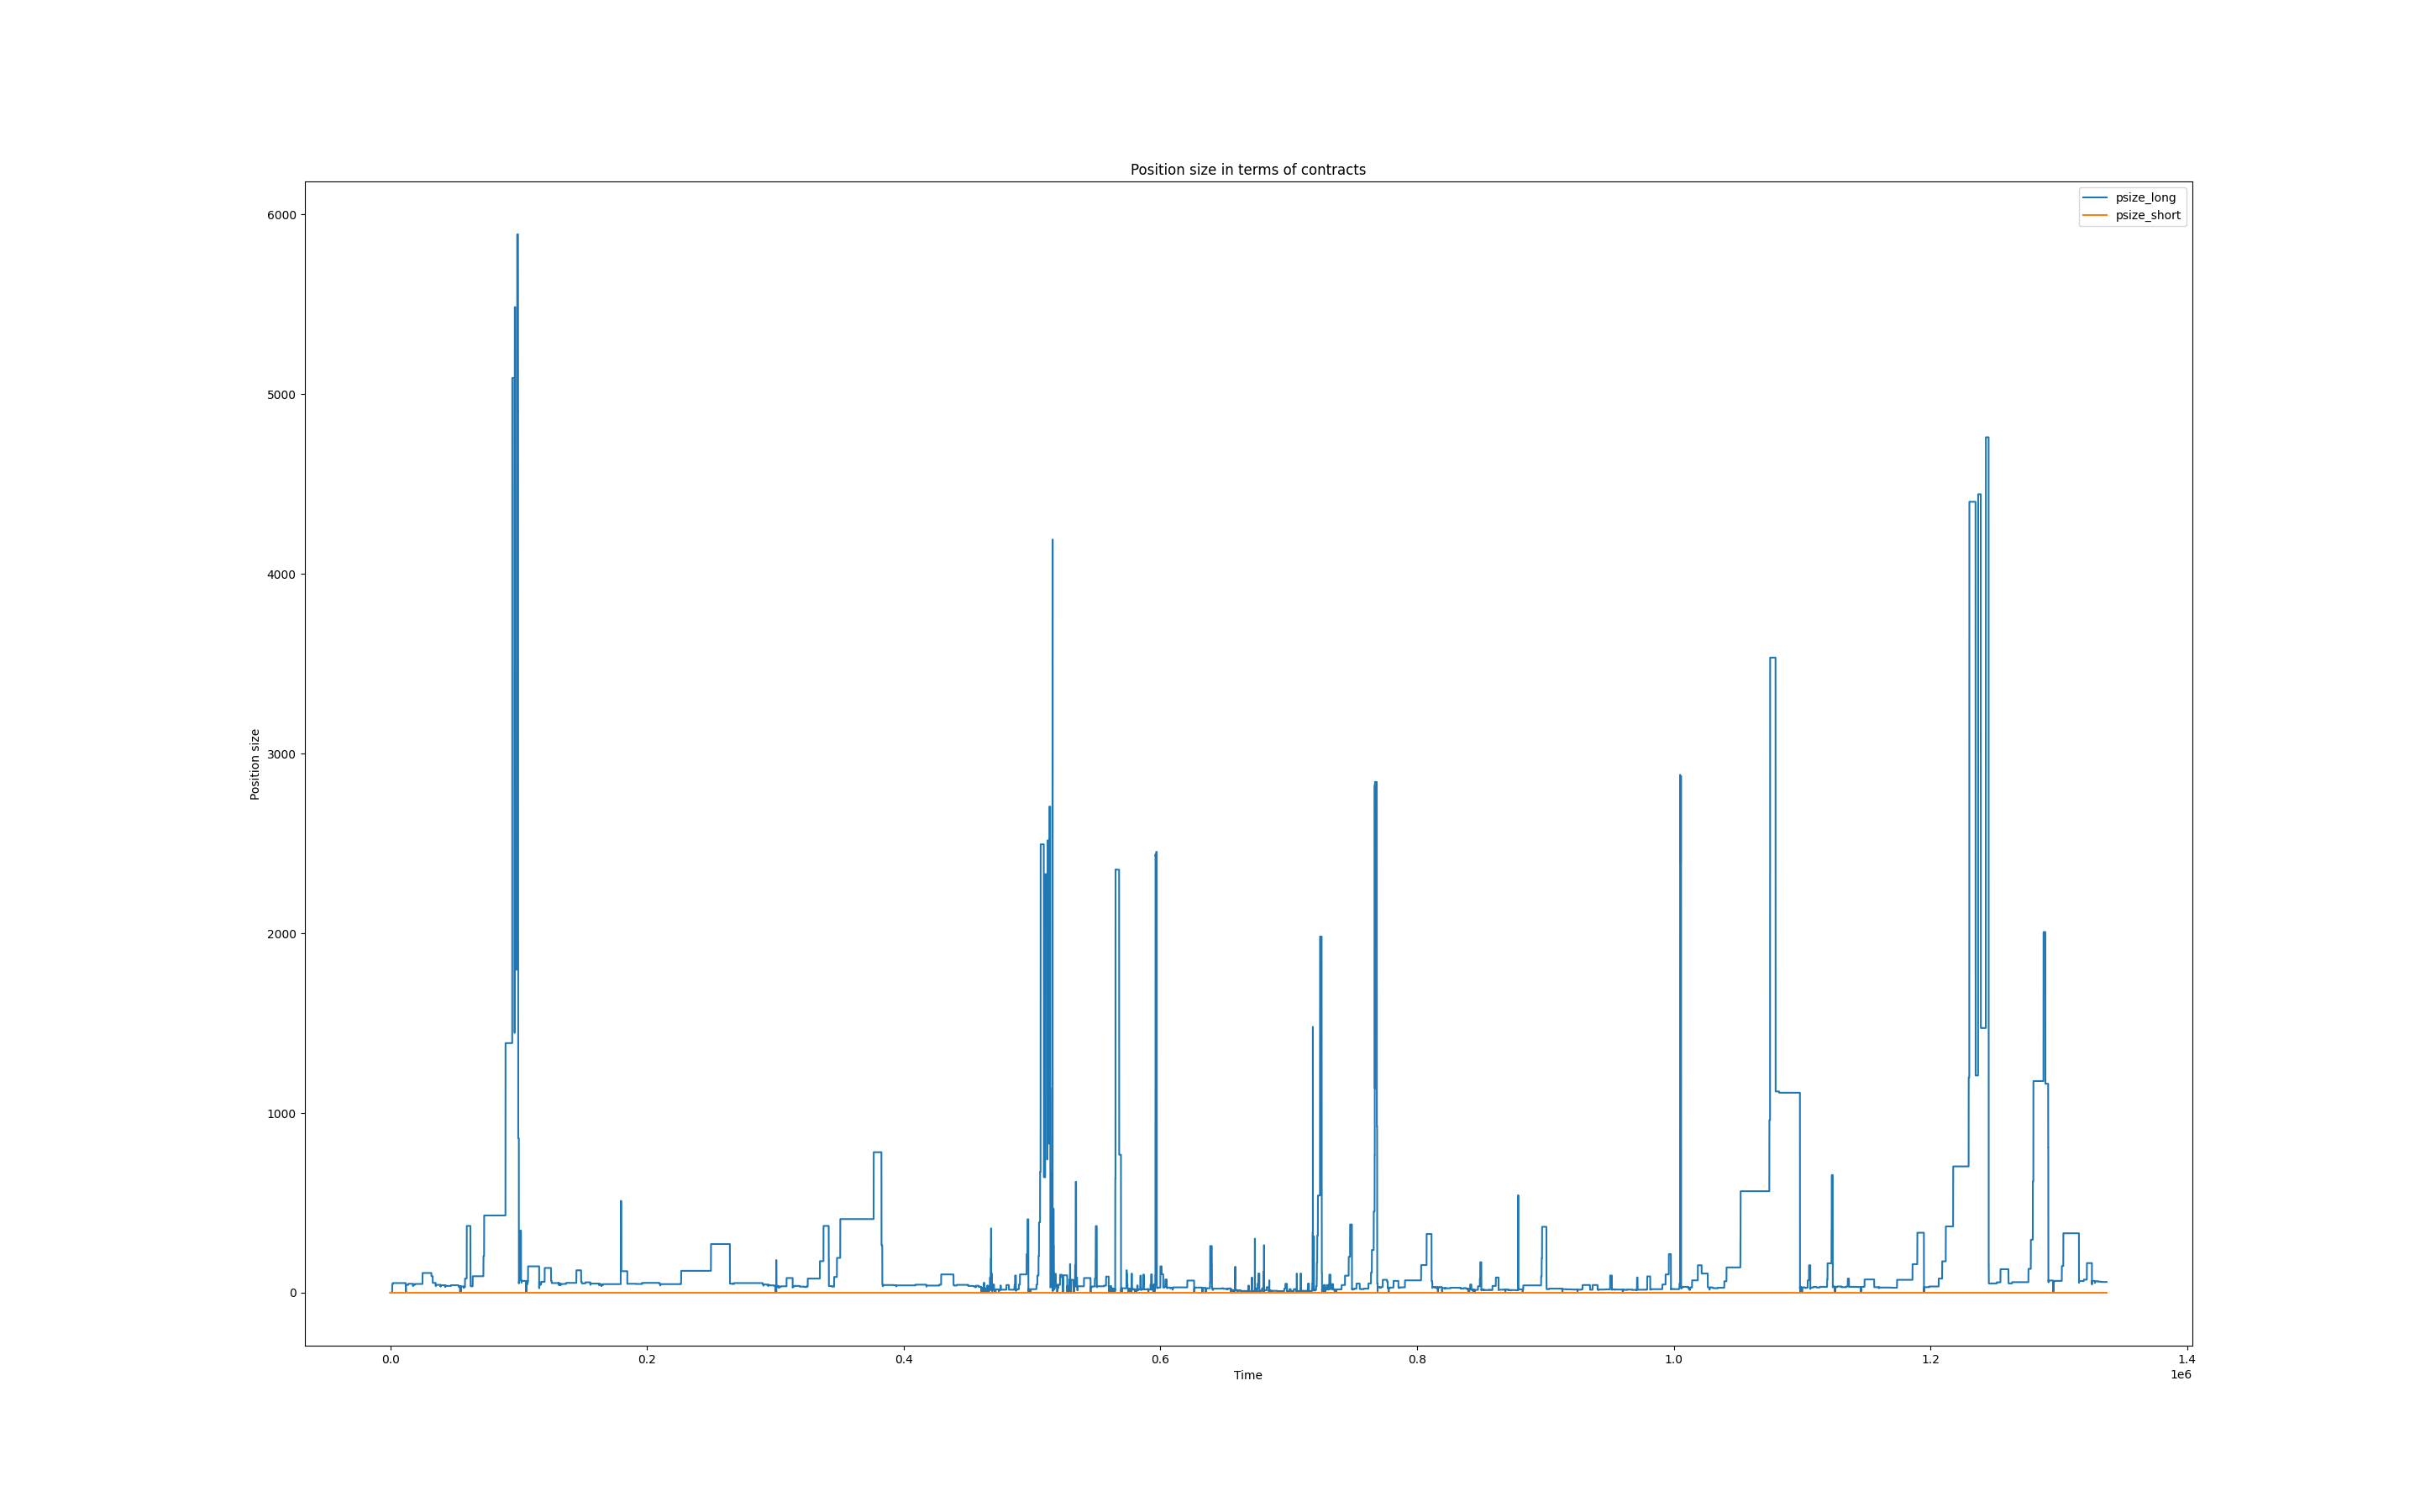 Position size in terms of contracts
psize_long
psize_short
6000
5000
4000
3000
2000
1000
0
Position size
0.0 0.2 0.4 0.6 0.8 1.0 1.2 1.4
1e6
Time